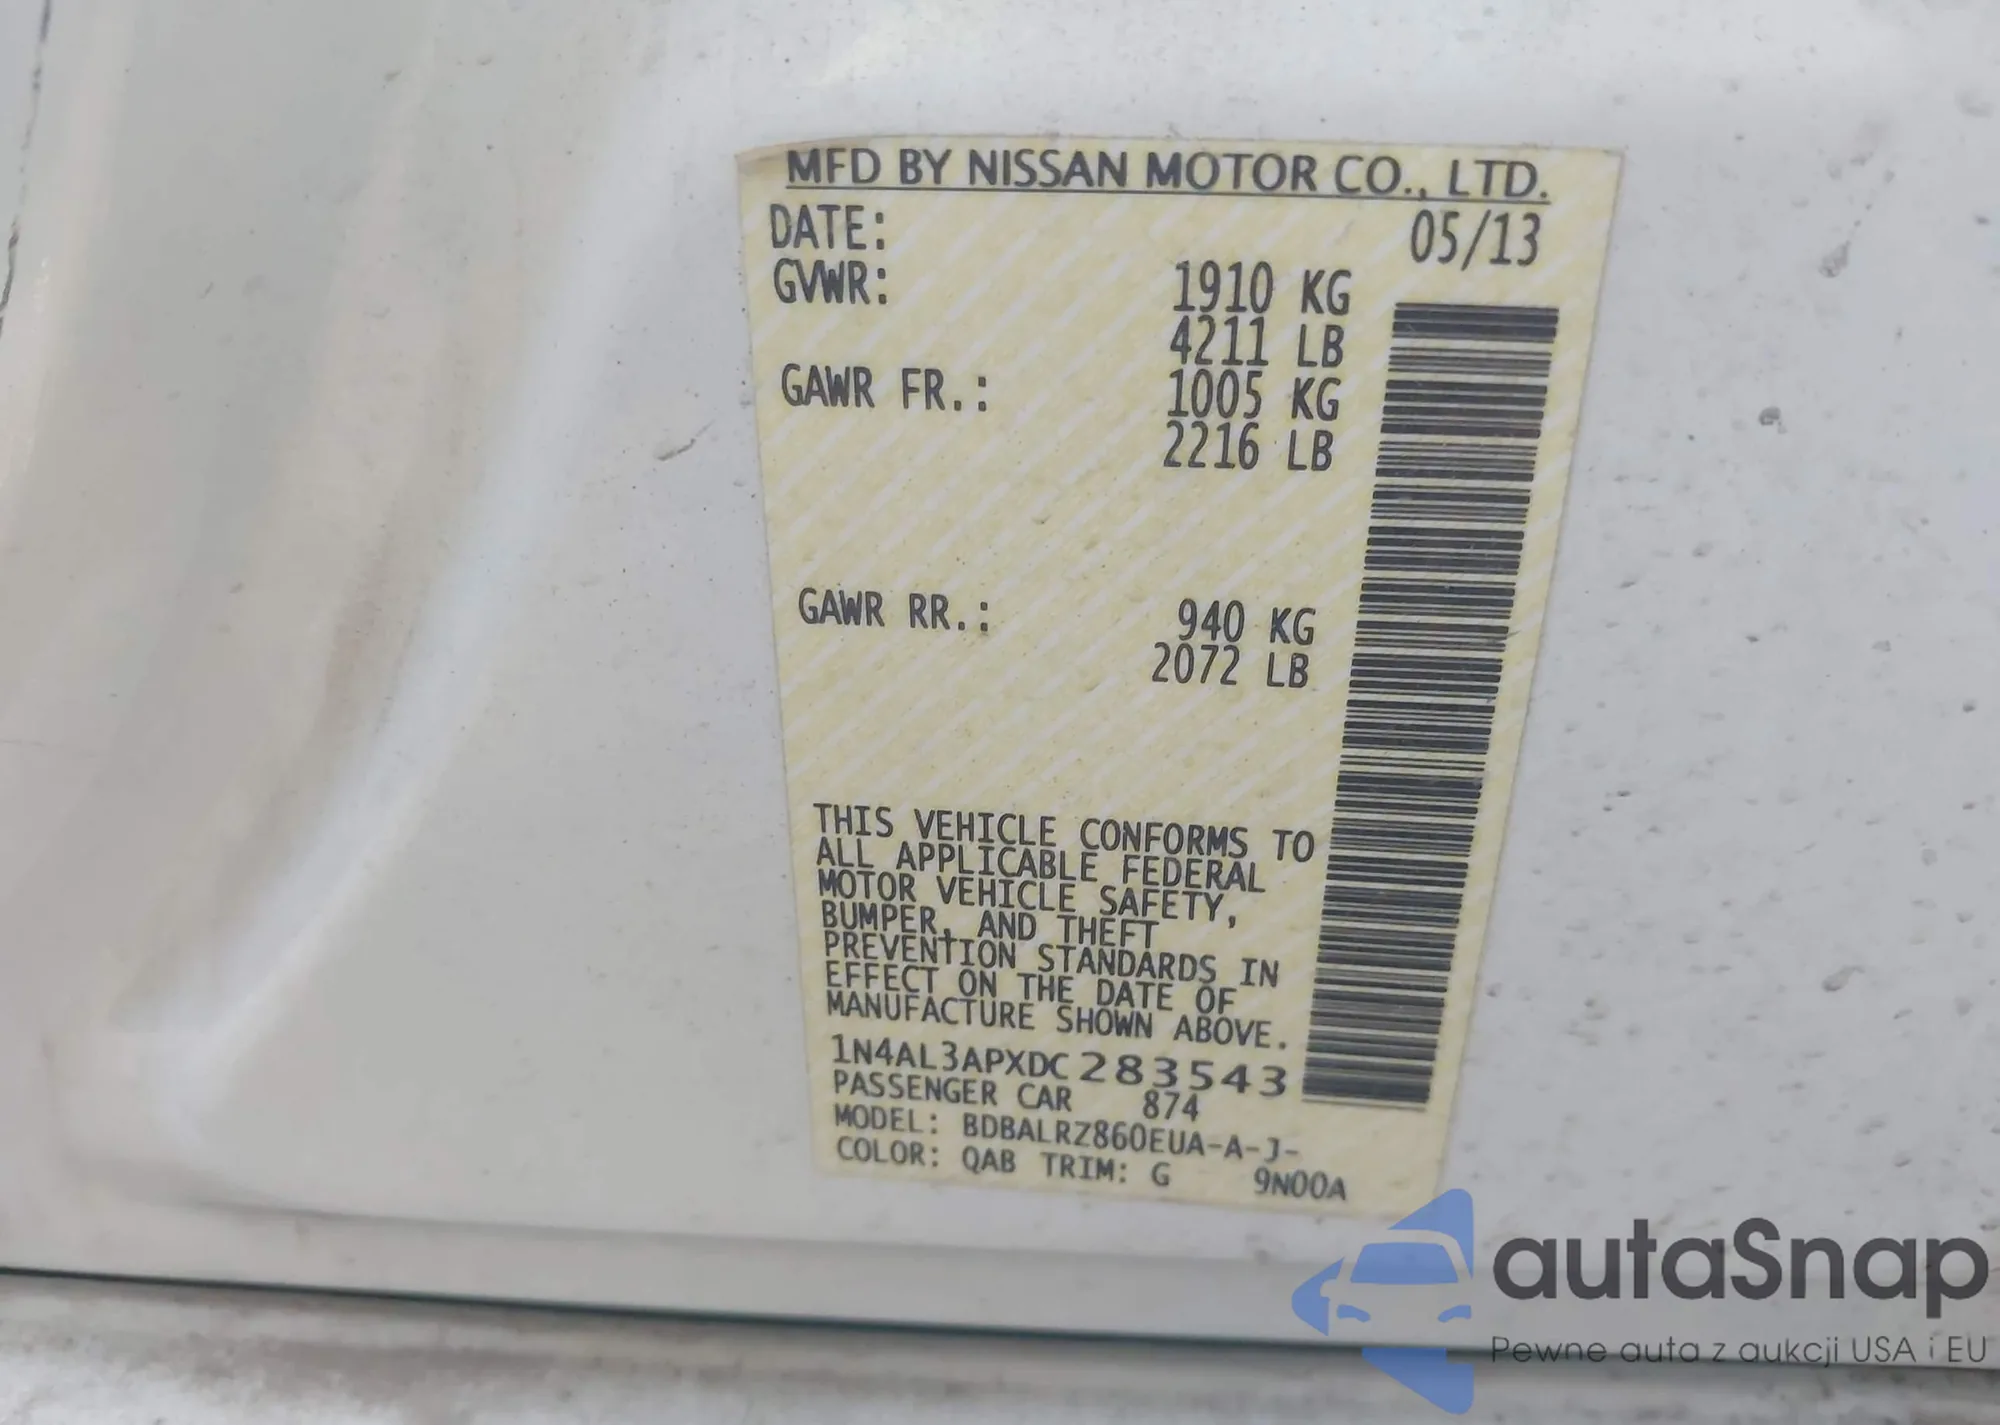 MFD BY NISSAN MOTOR CO., LTD.
DATE: 05/13
GVWR: 1910 KG
4211 LB
GAWR FR.: 1005 KG
2216 LB
GAWR RR.: 940 KG
2072 LB
THIS VEHICLE CONFORMS TO
ALL APPLICABLE FEDERAL
MOTOR VEHICLE SAFETY,
BUMPER, AND THEFT
PREVENTION STANDARDS IN
EFFECT ON THE DATE OF
MANUFACTURE SHOWN ABOVE.
1N4AL3APXDC283543
PASSENGER CAR 874
MODEL: BDBALRZ860EUA-A-J-
COLOR: QAB TRIM: G 9N00A
autaSnap
Pewne auta z aukcji USA i EU